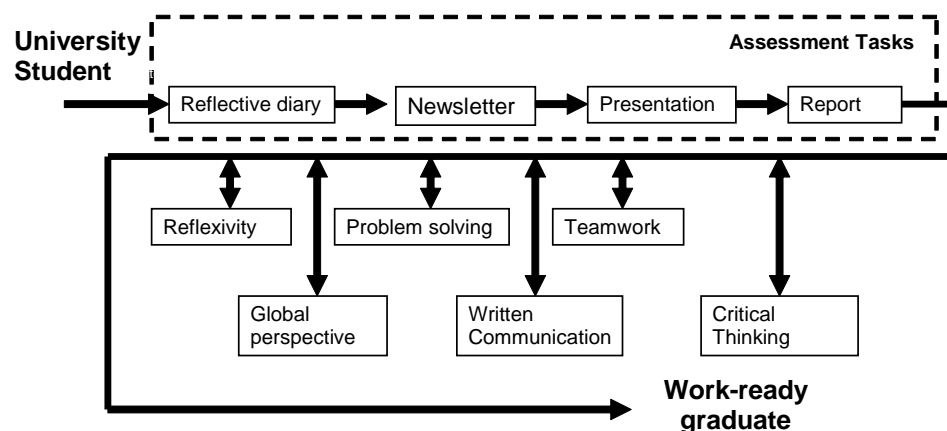 University
Student
Assessment Tasks
Reflective diary
Newsletter
Presentation
Report
Reflexivity
Problem solving
Teamwork
Global
perspective
Written
Communication
Critical
Thinking
Work-ready
graduate